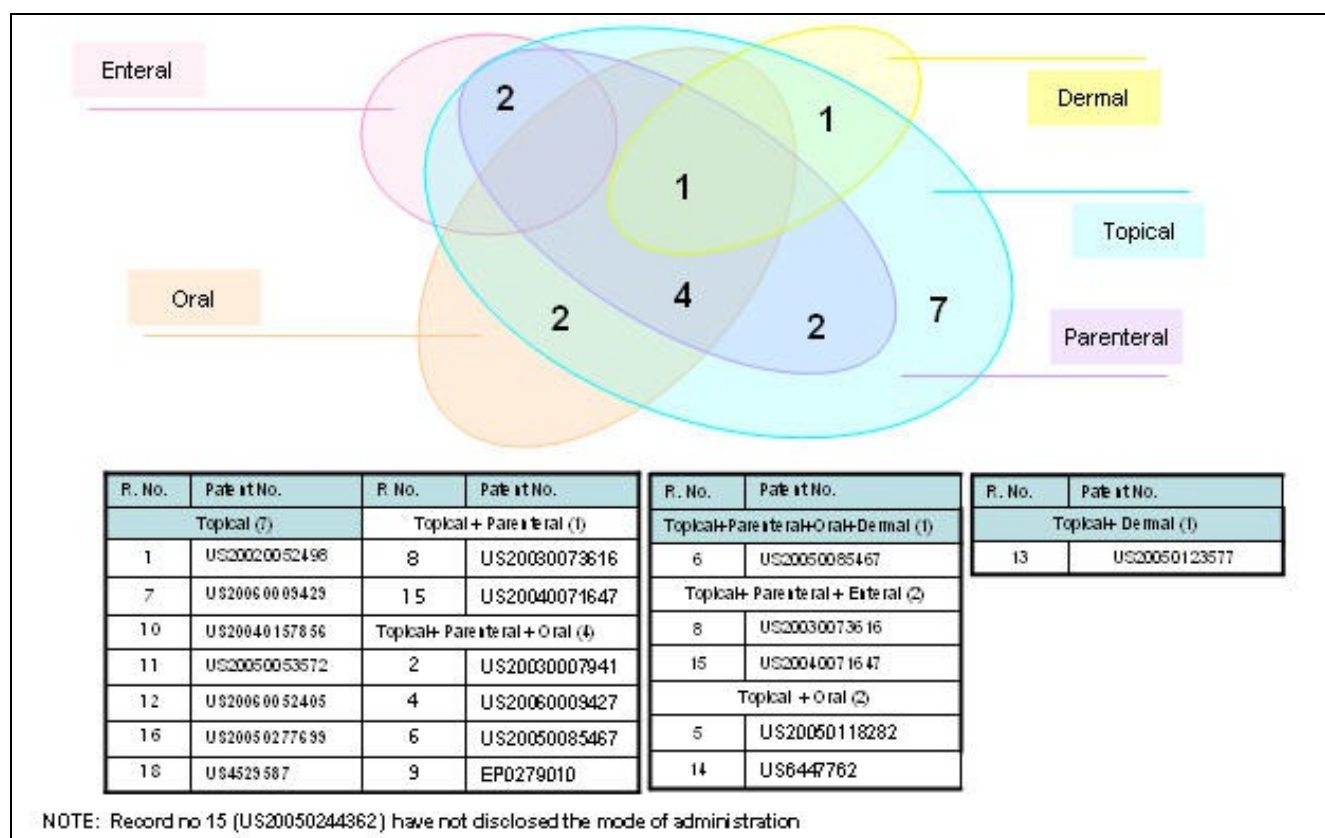 Enteral
2
1
Dermal
1
Topical
Oral
4
2
2
7
Parenteral
R. No. Patent No. R No. Patent No.
Topical (7) Topical + Parenteral (1)
1 US20020052498 8 US20030073616
7 US20060009429 15 US20040071647
10 US20040157856 Topical+ Parenteral + Oral (4)
11 US20050053572 2 US20030007941
12 US20060052405 4 US20060009427
16 US20050277699 6 US20050085467
18 US4529587 9 EP0279010
R. No. Patent No.
Topical+Parenteral+Oral+Dermal (1)
6 US20050085467
Topical+ Parenteral + Enteral (2)
8 US20030073616
15 US20040071647
Topical + Oral (2)
5 US20050118282
14 US6447762
R. No. Patent No.
Topical+ Dermal (1)
13 US20050123577
NOTE: Record no 15 (US20050244362) have not disclosed the mode of administration